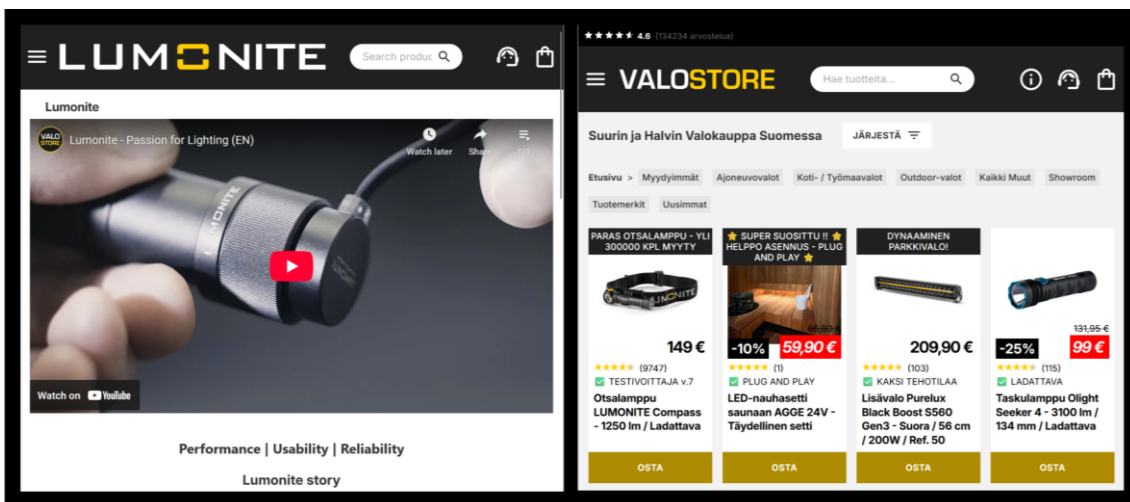 LUMONITE
Search produc
Lumonite
VALO STORE
Lumonite - Passion for Lighting (EN)
Watch later
Share
1/1
LUMONITE
Watch on YouTube
Performance | Usability | Reliability
Lumonite story
4.6 (134234 arvostelua)
VALOSTORE
Hae tuotteita...
Suurin ja Halvin Valokauppa Suomessa
JÄRJESTÄ
Etusivu > Myydyimmät Ajoneuvovalot Koti- / Työmaavalot Outdoor-valot Kaikki Muut Showroom
Tuotemerkit Uusimmat
PARAS OTSALAMPPU - YLI
300000 KPL MYYTY
LUMONITE
149 €
(9747)
TESTIVOITTAJA v.7
Otsalamppu
LUMONITE Compass
- 1250 lm / Ladattava
OSTA
SUPER SUOSITTU !!
HELPPO ASENNUS - PLUG
AND PLAY
66,60 €
-10% 59,90 €
(1)
PLUG AND PLAY
LED-nauhasetti
saunaan AGGE 24V -
Täydellinen setti
OSTA
DYNAAMINEN
PARKKIVALO!
209,90 €
(103)
KAKSI TEHOTILAA
Lisävalo Purelux
Black Boost S560
Gen3 - Suora / 56 cm
/ 200W / Ref. 50
OSTA
131,95 €
-25% 99 €
(115)
LADATTAVA
Taskulamppu Olight
Seeker 4 - 3100 lm /
134 mm / Ladattava
OSTA